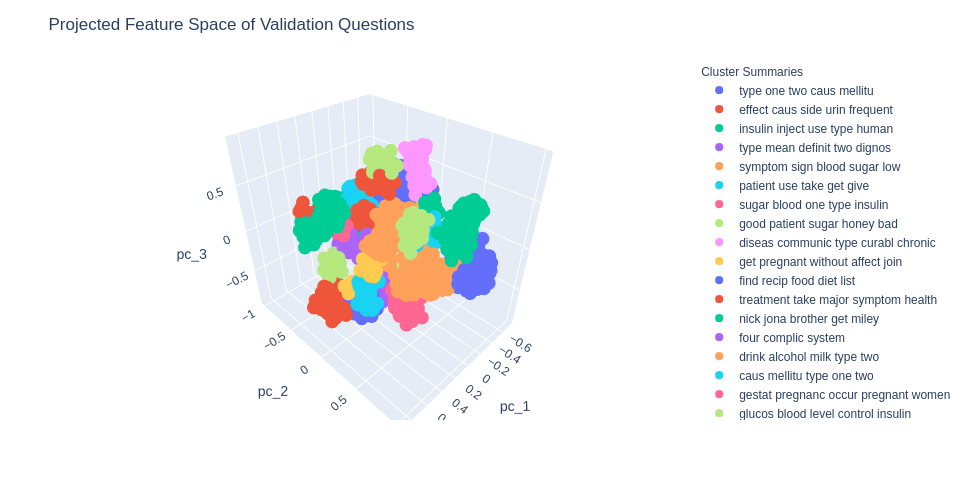 Projected Feature Space of Validation Questions
Cluster Summaries
type one two caus mellitu
effect caus side urin frequent
insulin inject use type human
type mean definit two dignos
symptom sign blood sugar low
patient use take get give
sugar blood one type insulin
good patient sugar honey bad
diseas communic type curabl chronic
get pregnant without affect join
find recip food diet list
treatment take major symptom health
nick jona brother get miley
four complic system
drink alcohol milk type two
caus mellitu type one two
gestat pregnanc occur pregnant women
glucos blood level control insulin
0.5
0
−0.5
−1
pc_3
−0.5
0
0.5
pc_2
−0.6
−0.4
−0.2
0
0.2
0.4
pc_1